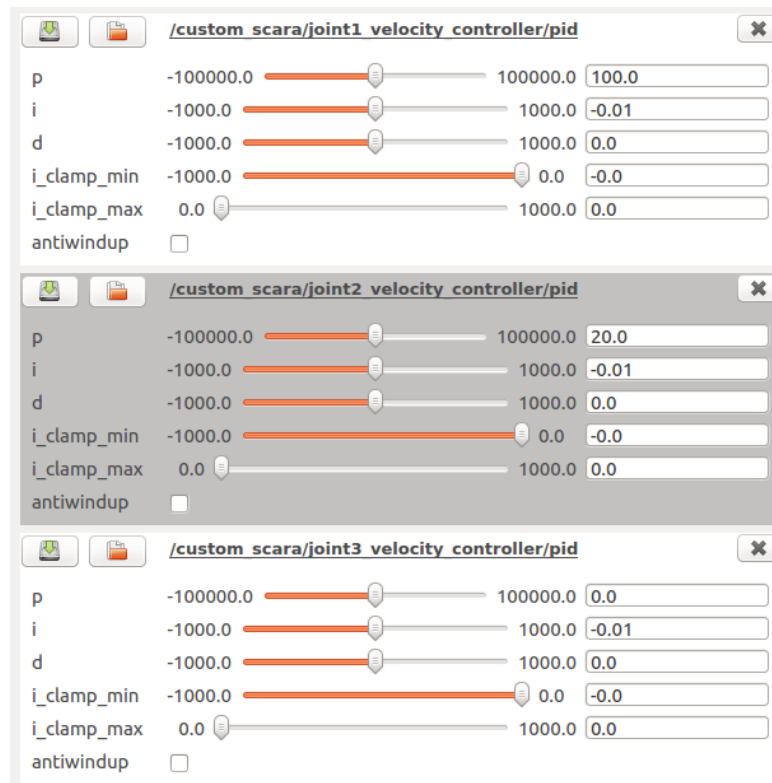 /custom_scara/joint1_velocity_controller/pid
p -100000.0 100000.0 100.0
i -1000.0 1000.0 -0.01
d -1000.0 1000.0 0.0
i_clamp_min -1000.0 0.0 -0.0
i_clamp_max 0.0 1000.0 0.0
antiwindup
/custom_scara/joint2_velocity_controller/pid
p -100000.0 100000.0 20.0
i -1000.0 1000.0 -0.01
d -1000.0 1000.0 0.0
i_clamp_min -1000.0 0.0 -0.0
i_clamp_max 0.0 1000.0 0.0
antiwindup
/custom_scara/joint3_velocity_controller/pid
p -100000.0 100000.0 0.0
i -1000.0 1000.0 -0.01
d -1000.0 1000.0 0.0
i_clamp_min -1000.0 0.0 -0.0
i_clamp_max 0.0 1000.0 0.0
antiwindup